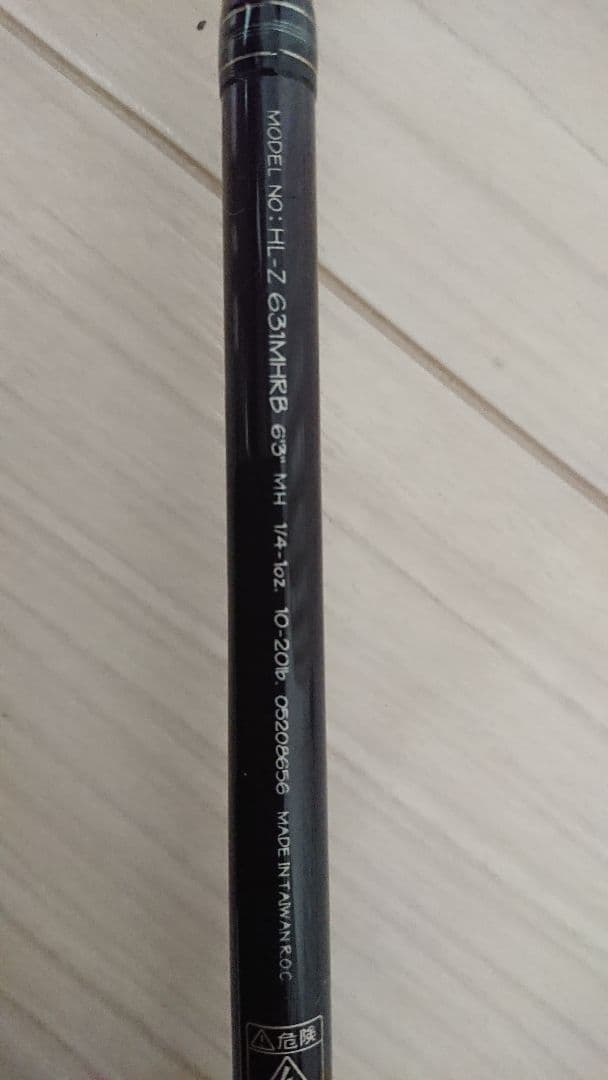 MODEL NO: HL-Z 631MHRB 6'3" MH 1/4-1oz. 10-20lb. 05208656 MADE IN TAIWAN R.O.C
⚠危険